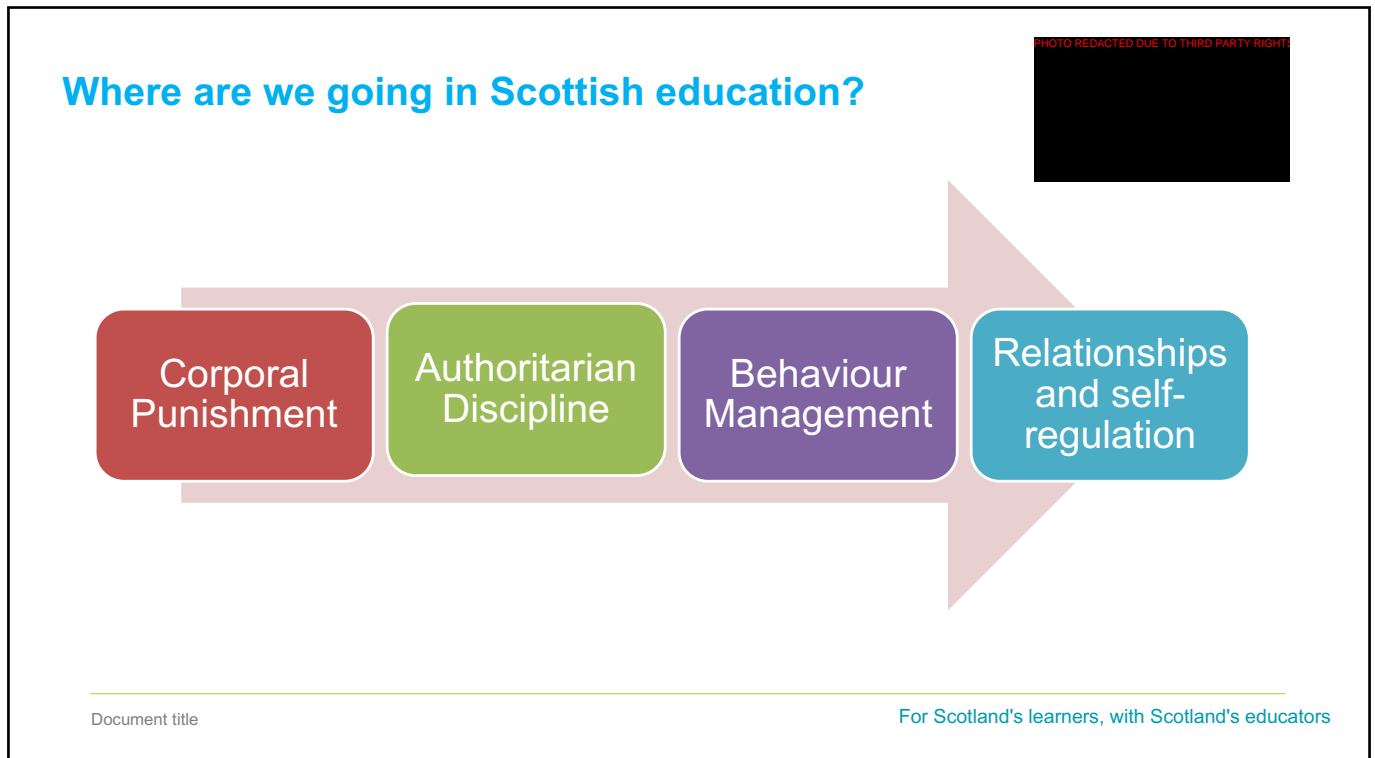 PHOTO REDACTED DUE TO THIRD PARTY RIGHTS
Where are we going in Scottish education?
Corporal
Punishment
Authoritarian
Discipline
Behaviour
Management
Relationships
and self-
regulation
Document title
For Scotland's learners, with Scotland's educators